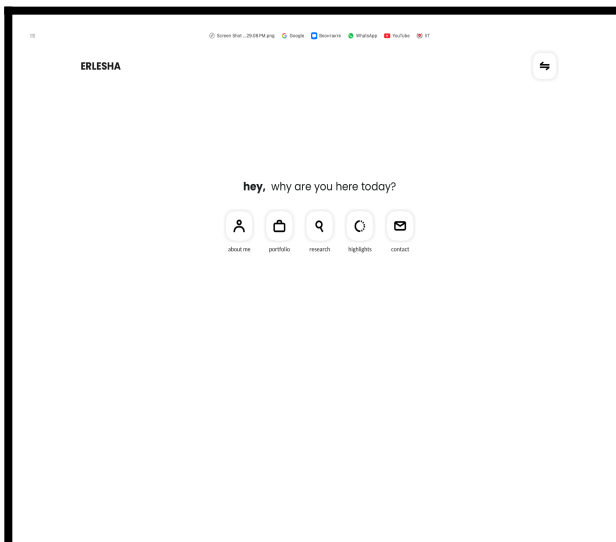 Screen Shot ...29.08 PM.png Google Вконтакте WhatsApp YouTube ЯТ
ERLESHA
hey, why are you here today?
about me portfolio research highlights contact